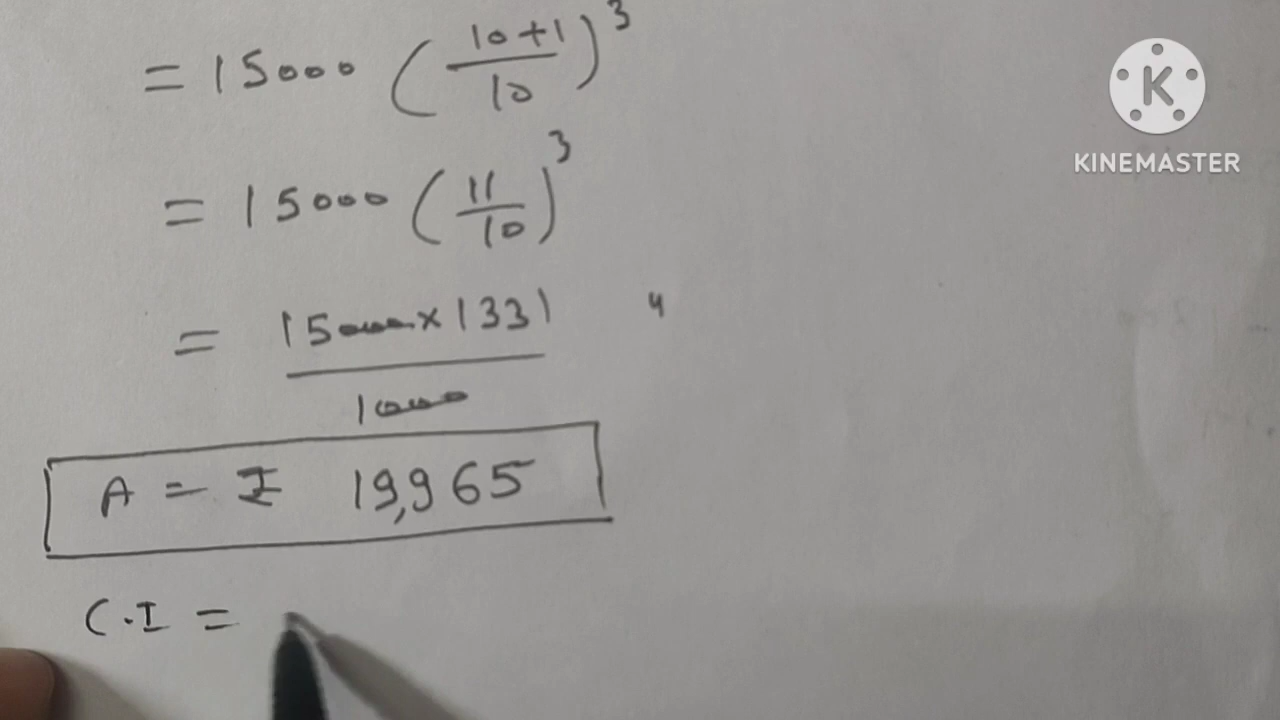 = 15000 (10+1/10)³
= 15000 (11/10)³
= 15000×1331/1000
A = ₹ 19,965
C.I =
K
KINEMASTER